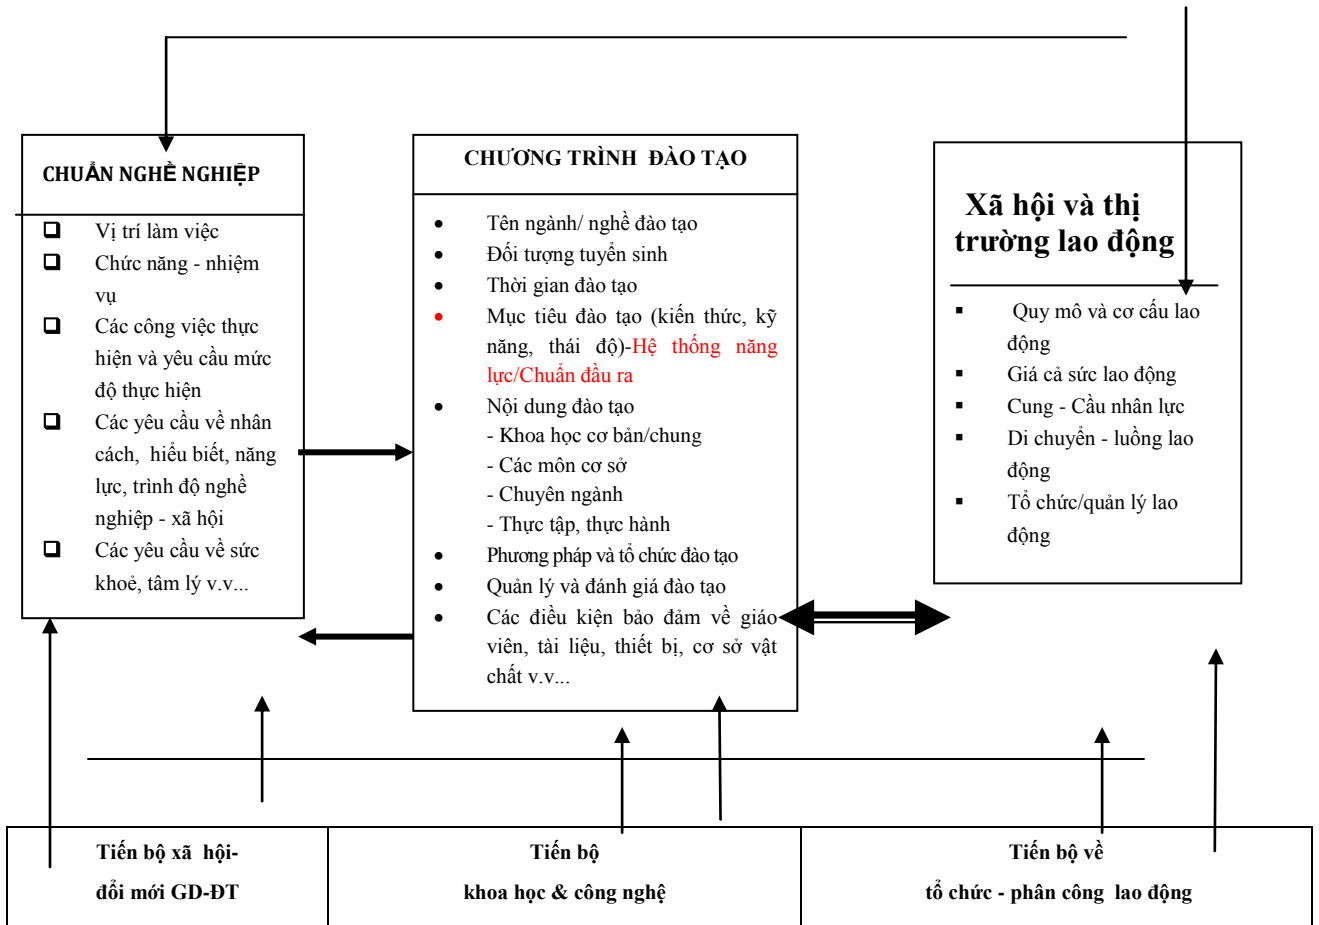 CHUẨN NGHỀ NGHIỆP
❑ Vị trí làm việc
❑ Chức năng - nhiệm
vụ
❑ Các công việc thực
hiện và yêu cầu mức
độ thực hiện
❑ Các yêu cầu về nhân
cách, hiểu biết, năng
lực, trình độ nghề
nghiệp - xã hội
❑ Các yêu cầu về sức
khoẻ, tâm lý v.v...
CHƯƠNG TRÌNH ĐÀO TẠO
• Tên ngành/ nghề đào tạo
• Đối tượng tuyển sinh
• Thời gian đào tạo
• Mục tiêu đào tạo (kiến thức, kỹ
năng, thái độ)-Hệ thống năng
lực/Chuẩn đầu ra
• Nội dung đào tạo
- Khoa học cơ bản/chung
- Các môn cơ sở
- Chuyên ngành
- Thực tập, thực hành
• Phương pháp và tổ chức đào tạo
• Quản lý và đánh giá đào tạo
• Các điều kiện bảo đảm về giáo
viên, tài liệu, thiết bị, cơ sở vật
chất v.v...
Xã hội và thị
trường lao động
▪ Quy mô và cơ cấu lao
động
▪ Giá cả sức lao động
▪ Cung - Cầu nhân lực
▪ Di chuyển - luồng lao
động
▪ Tổ chức/quản lý lao
động
Tiến bộ xã hội-
đổi mới GD-ĐT
Tiến bộ
khoa học & công nghệ
Tiến bộ về
tổ chức - phân công lao động